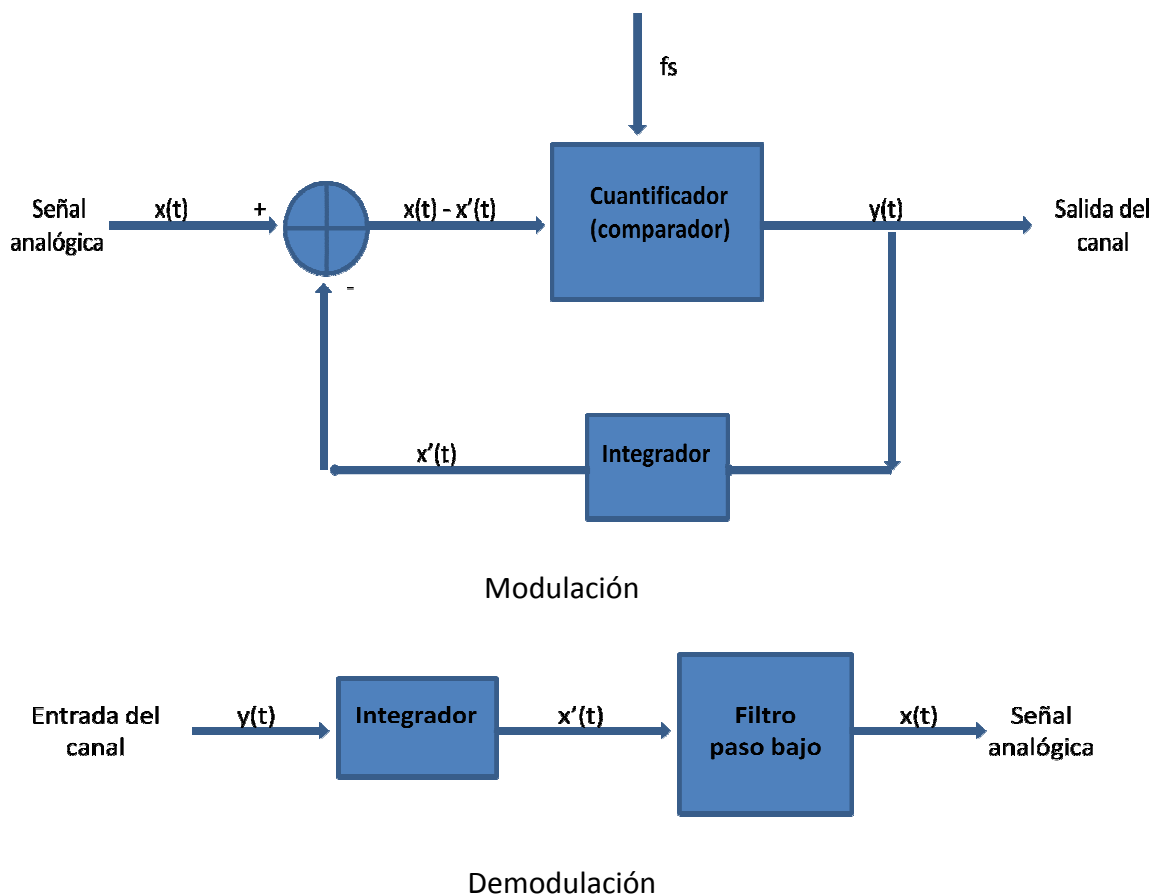 fs
Señal
analógica
x(t)
+
x(t) - x’(t)
Cuantificador
(comparador)
y(t)
Salida del
canal
-
x’(t)
Integrador
Modulación
Entrada del
canal
y(t)
Integrador
x’(t)
Filtro
paso bajo
x(t)
Señal
analógica
Demodulación